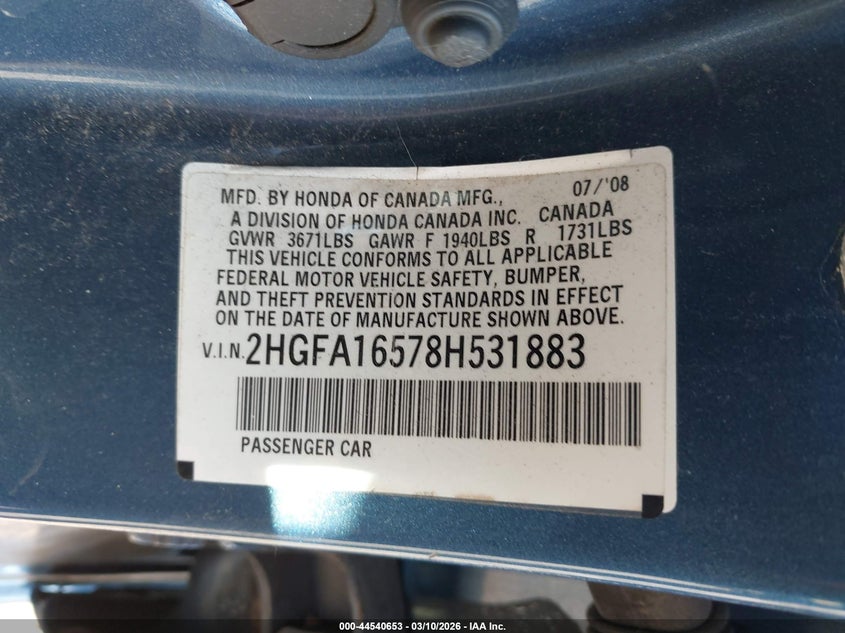 MFD. BY HONDA OF CANADA MFG., 07/'08
A DIVISION OF HONDA CANADA INC. CANADA
GVWR 3671LBS GAWR F 1940LBS R 1731LBS
THIS VEHICLE CONFORMS TO ALL APPLICABLE
FEDERAL MOTOR VEHICLE SAFETY, BUMPER,
AND THEFT PREVENTION STANDARDS IN EFFECT
ON THE DATE OF MANUFACTURE SHOWN ABOVE.
V.I.N. 2HGFA16578H531883
PASSENGER CAR
000-44540653 - 03/10/2026 - IAA Inc.